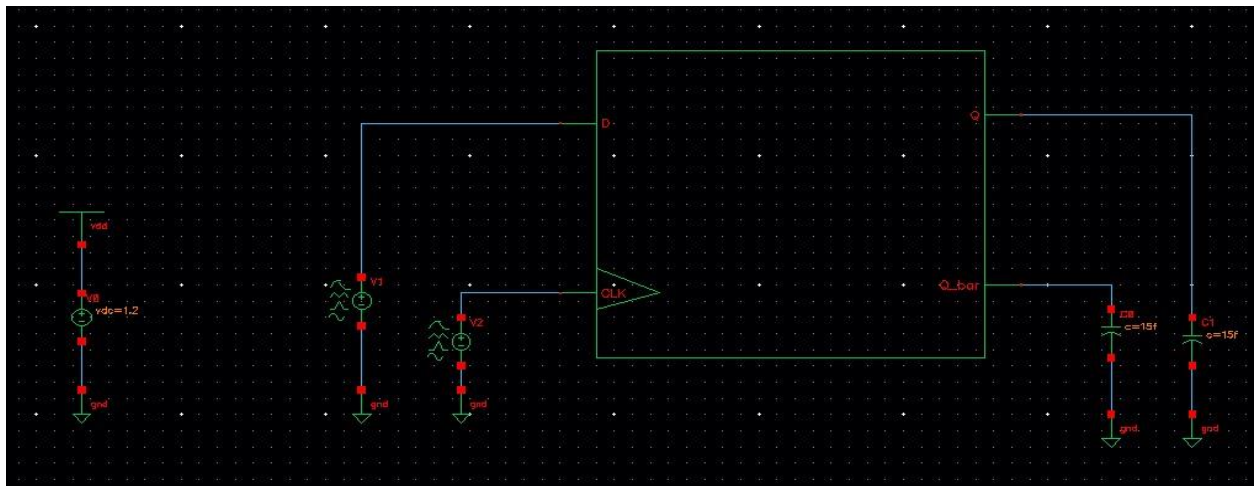 D
Q
vdd
V1
Q_bar
CLK
V0
vdc=1.2
V2
C0
c=15f
C1
c=15f
gnd
gnd
gnd
gnd
gnd